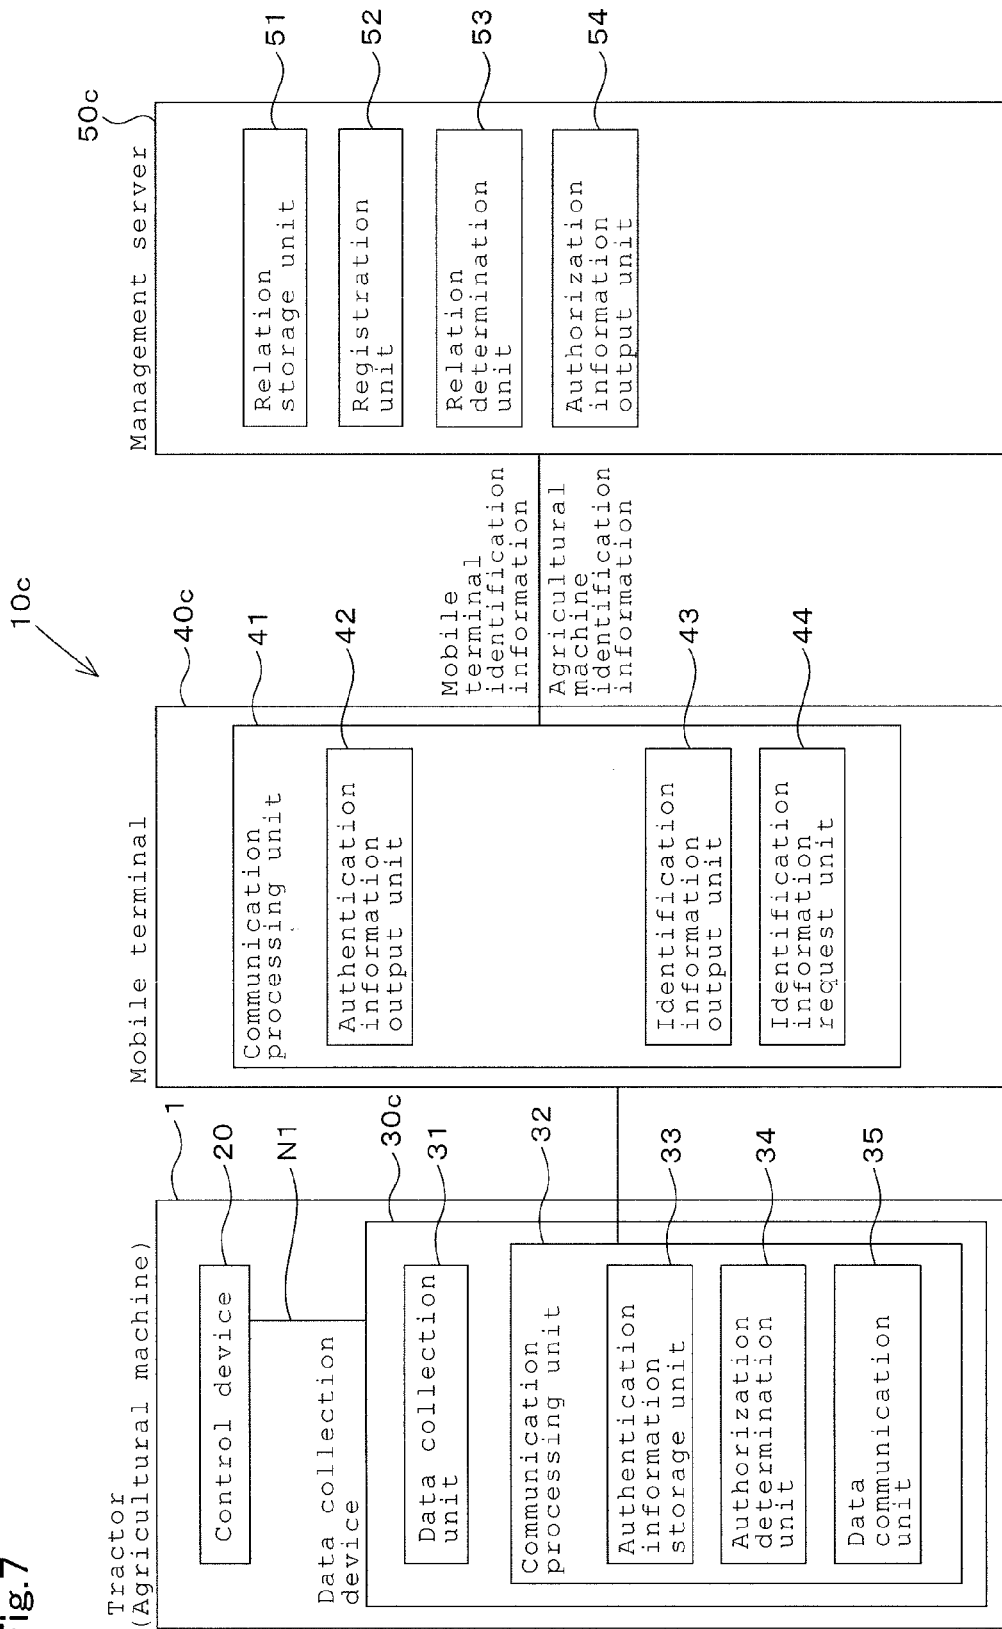 Fig.7
10c
Tractor
(Agricultural machine)
1
Control device
20
N1
Data collection
device
30c
Data collection
unit
31
Communication
processing unit
32
Authentication
information
storage unit
33
Authorization
determination
unit
34
Data
communication
unit
35
Mobile terminal
40c
Communication
processing unit
41
Authentication
information
output unit
42
Identification
information
output unit
43
Identification
information
request unit
44
Mobile
terminal
identification
information
Agricultural
machine
identification
information
Management server
50c
Relation
storage unit
51
Registration
unit
52
Relation
determination
unit
53
Authorization
information
output unit
54